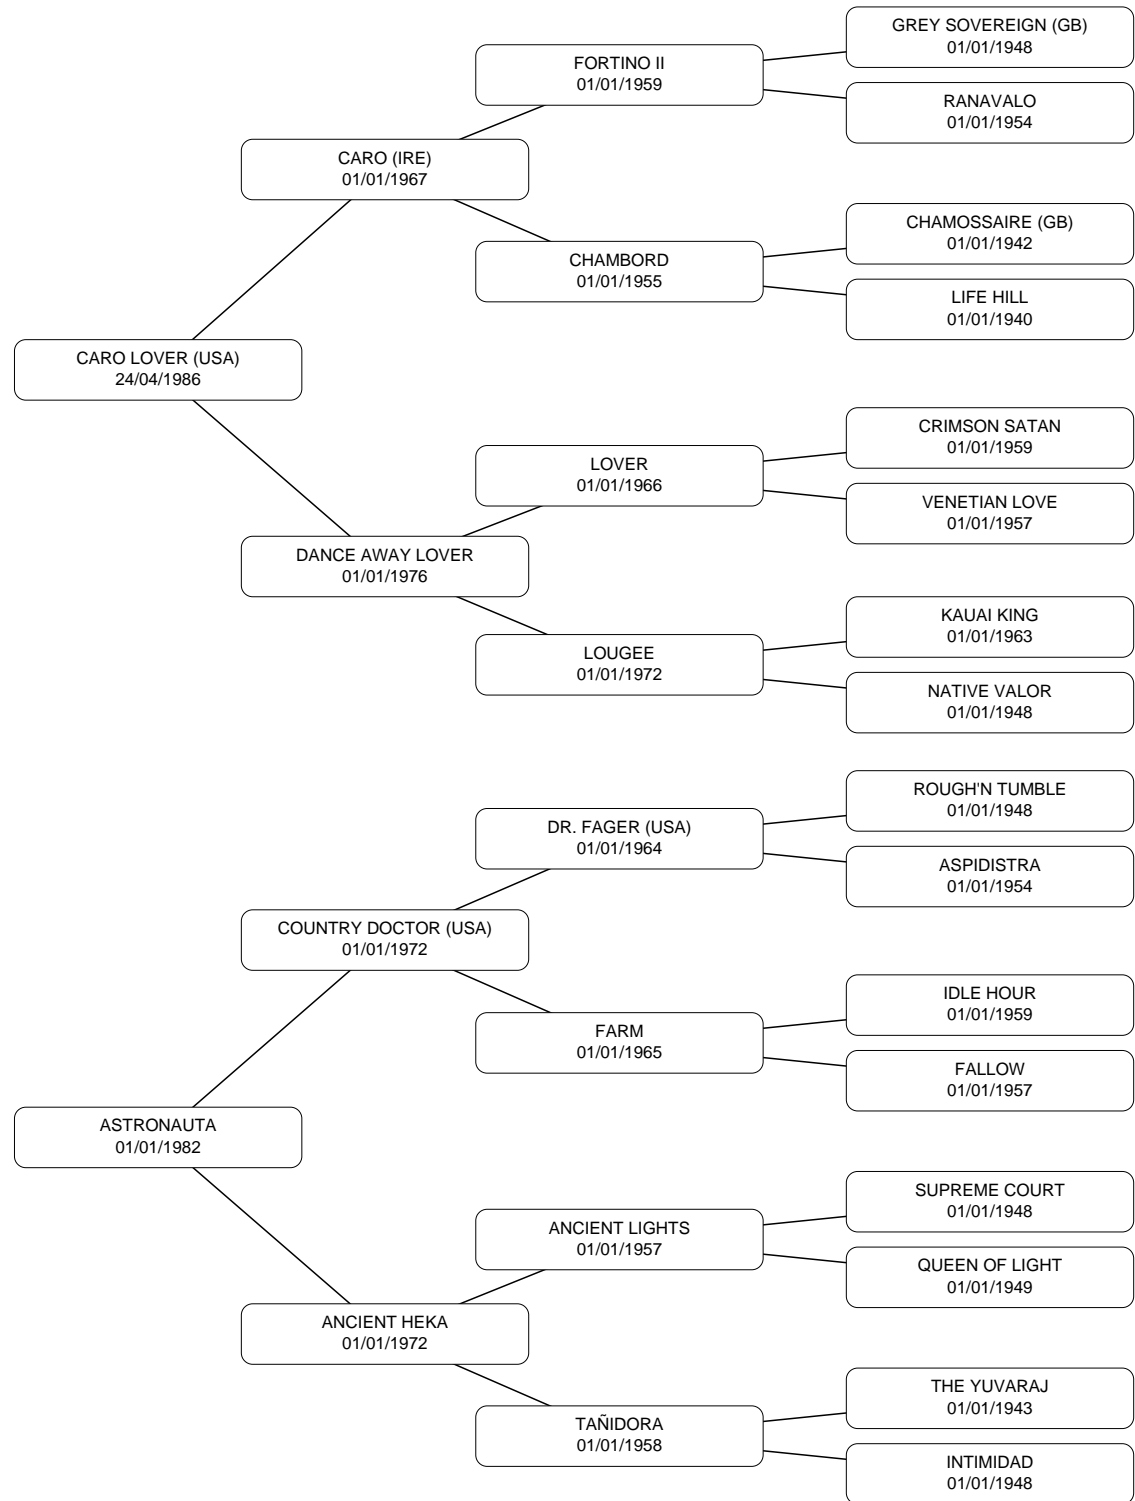 GREY SOVEREIGN (GB)
01/01/1948
FORTINO II
01/01/1959
RANAVALO
01/01/1954
CARO (IRE)
01/01/1967
CHAMOSSAIRE (GB)
01/01/1942
CHAMBORD
01/01/1955
LIFE HILL
01/01/1940
CARO LOVER (USA)
24/04/1986
CRIMSON SATAN
01/01/1959
LOVER
01/01/1966
VENETIAN LOVE
01/01/1957
DANCE AWAY LOVER
01/01/1976
KAUAI KING
01/01/1963
LOUGEE
01/01/1972
NATIVE VALOR
01/01/1948
ROUGH'N TUMBLE
01/01/1948
DR. FAGER (USA)
01/01/1964
ASPIDISTRA
01/01/1954
COUNTRY DOCTOR (USA)
01/01/1972
IDLE HOUR
01/01/1959
FARM
01/01/1965
FALLOW
01/01/1957
ASTRONAUTA
01/01/1982
SUPREME COURT
01/01/1948
ANCIENT LIGHTS
01/01/1957
QUEEN OF LIGHT
01/01/1949
ANCIENT HEKA
01/01/1972
THE YUVARAJ
01/01/1943
TAÑIDORA
01/01/1958
INTIMIDAD
01/01/1948